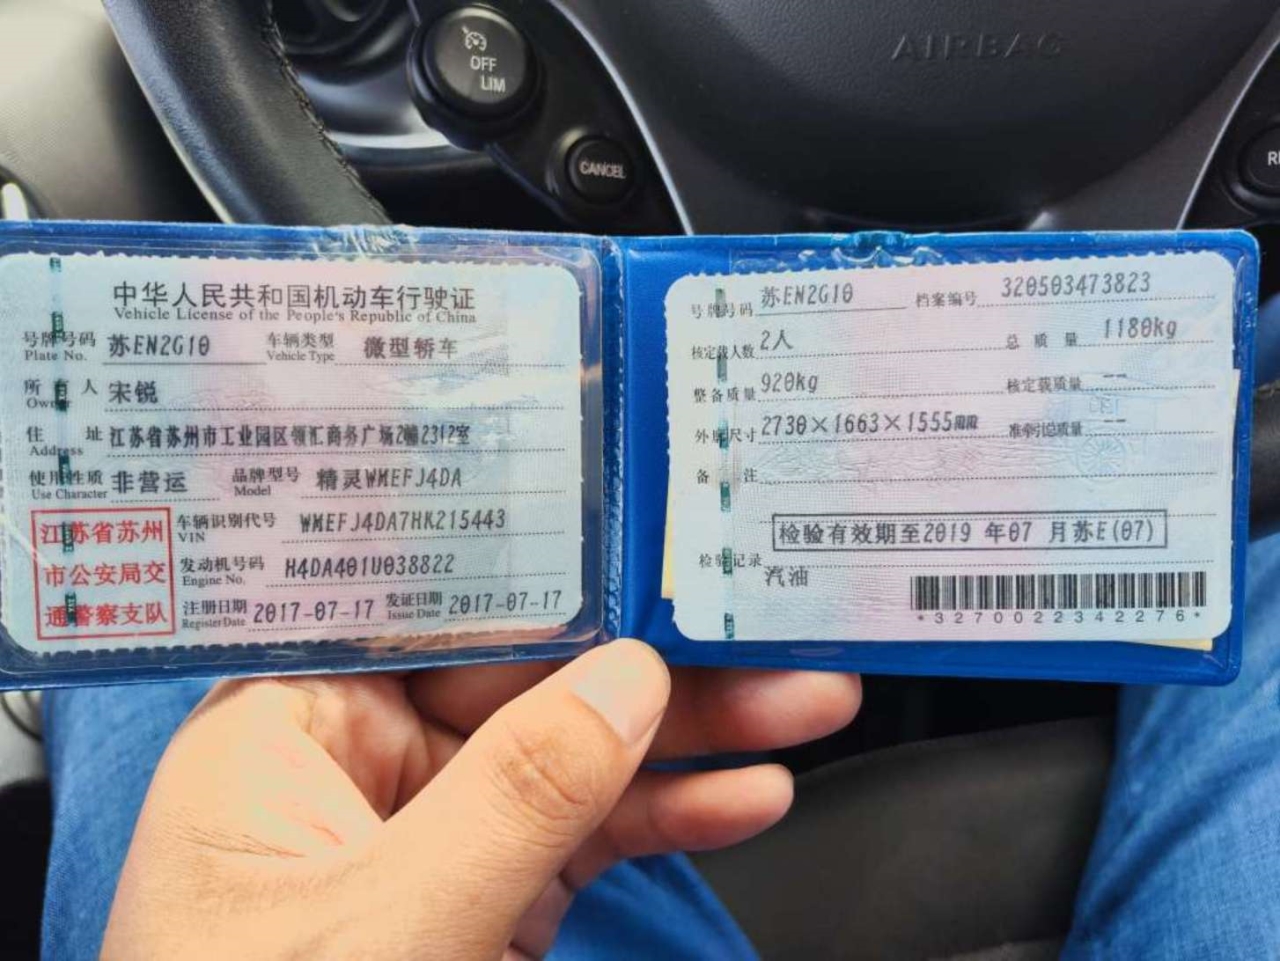 OFF
LIM
CANCEL
AIRBAG
中华人民共和国机动车行驶证
Vehicle License of the People's Republic of China
号牌号码 苏EN2G10 车辆类型 微型轿车
Plate No. Vehicle Type
所有人 宋锐
Owner
住址 江苏省苏州市工业园区领汇商务广场2幢2312室
Address
使用性质 非营运 品牌型号 精灵WMEFJ4DA
Use Character Model
江苏省苏州
市公安局交
通警察支队
车辆识别代号 WMEFJ4DA7HK215443
VIN
发动机号码 H4DA401U038822
Engine No.
注册日期 2017-07-17 发证日期 2017-07-17
Register Date Issue Date
号牌号码 苏EN2G10 档案编号 320503473823
核定载人数 2人 总质量 1180kg
整备质量 920kg 核定载质量 --
外廓尺寸 2730×1663×1555 准牵引总质量 --
备注
检验有效期至2019 年07 月苏E(07)
检验记录
汽油
*3270022342276*